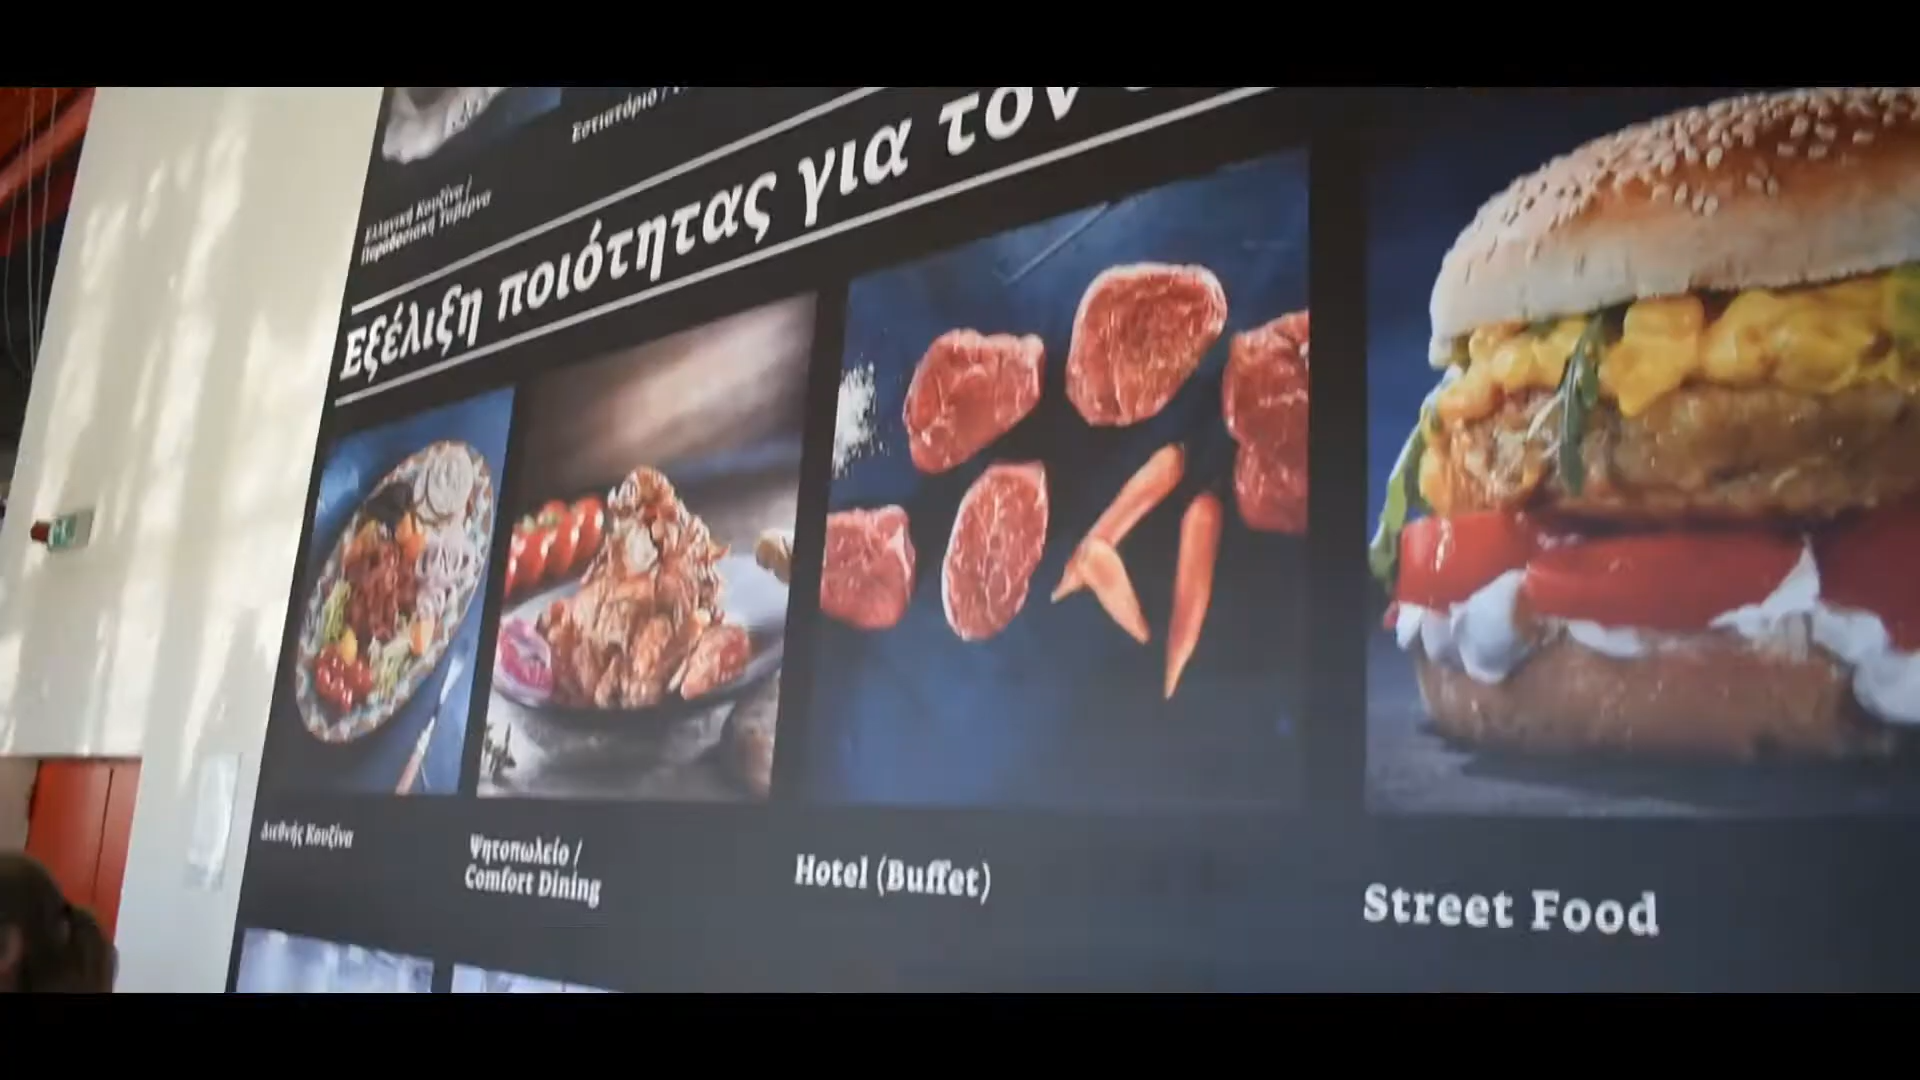 Εστιατόριο /
Ελληνική Κουζίνα /
Παραδοσιακή Ταβέρνα
Εξέλιξη ποιότητας για τον
Διεθνής Κουζίνα
Ψητοπωλείο /
Comfort Dining
Hotel (Buffet)
Street Food